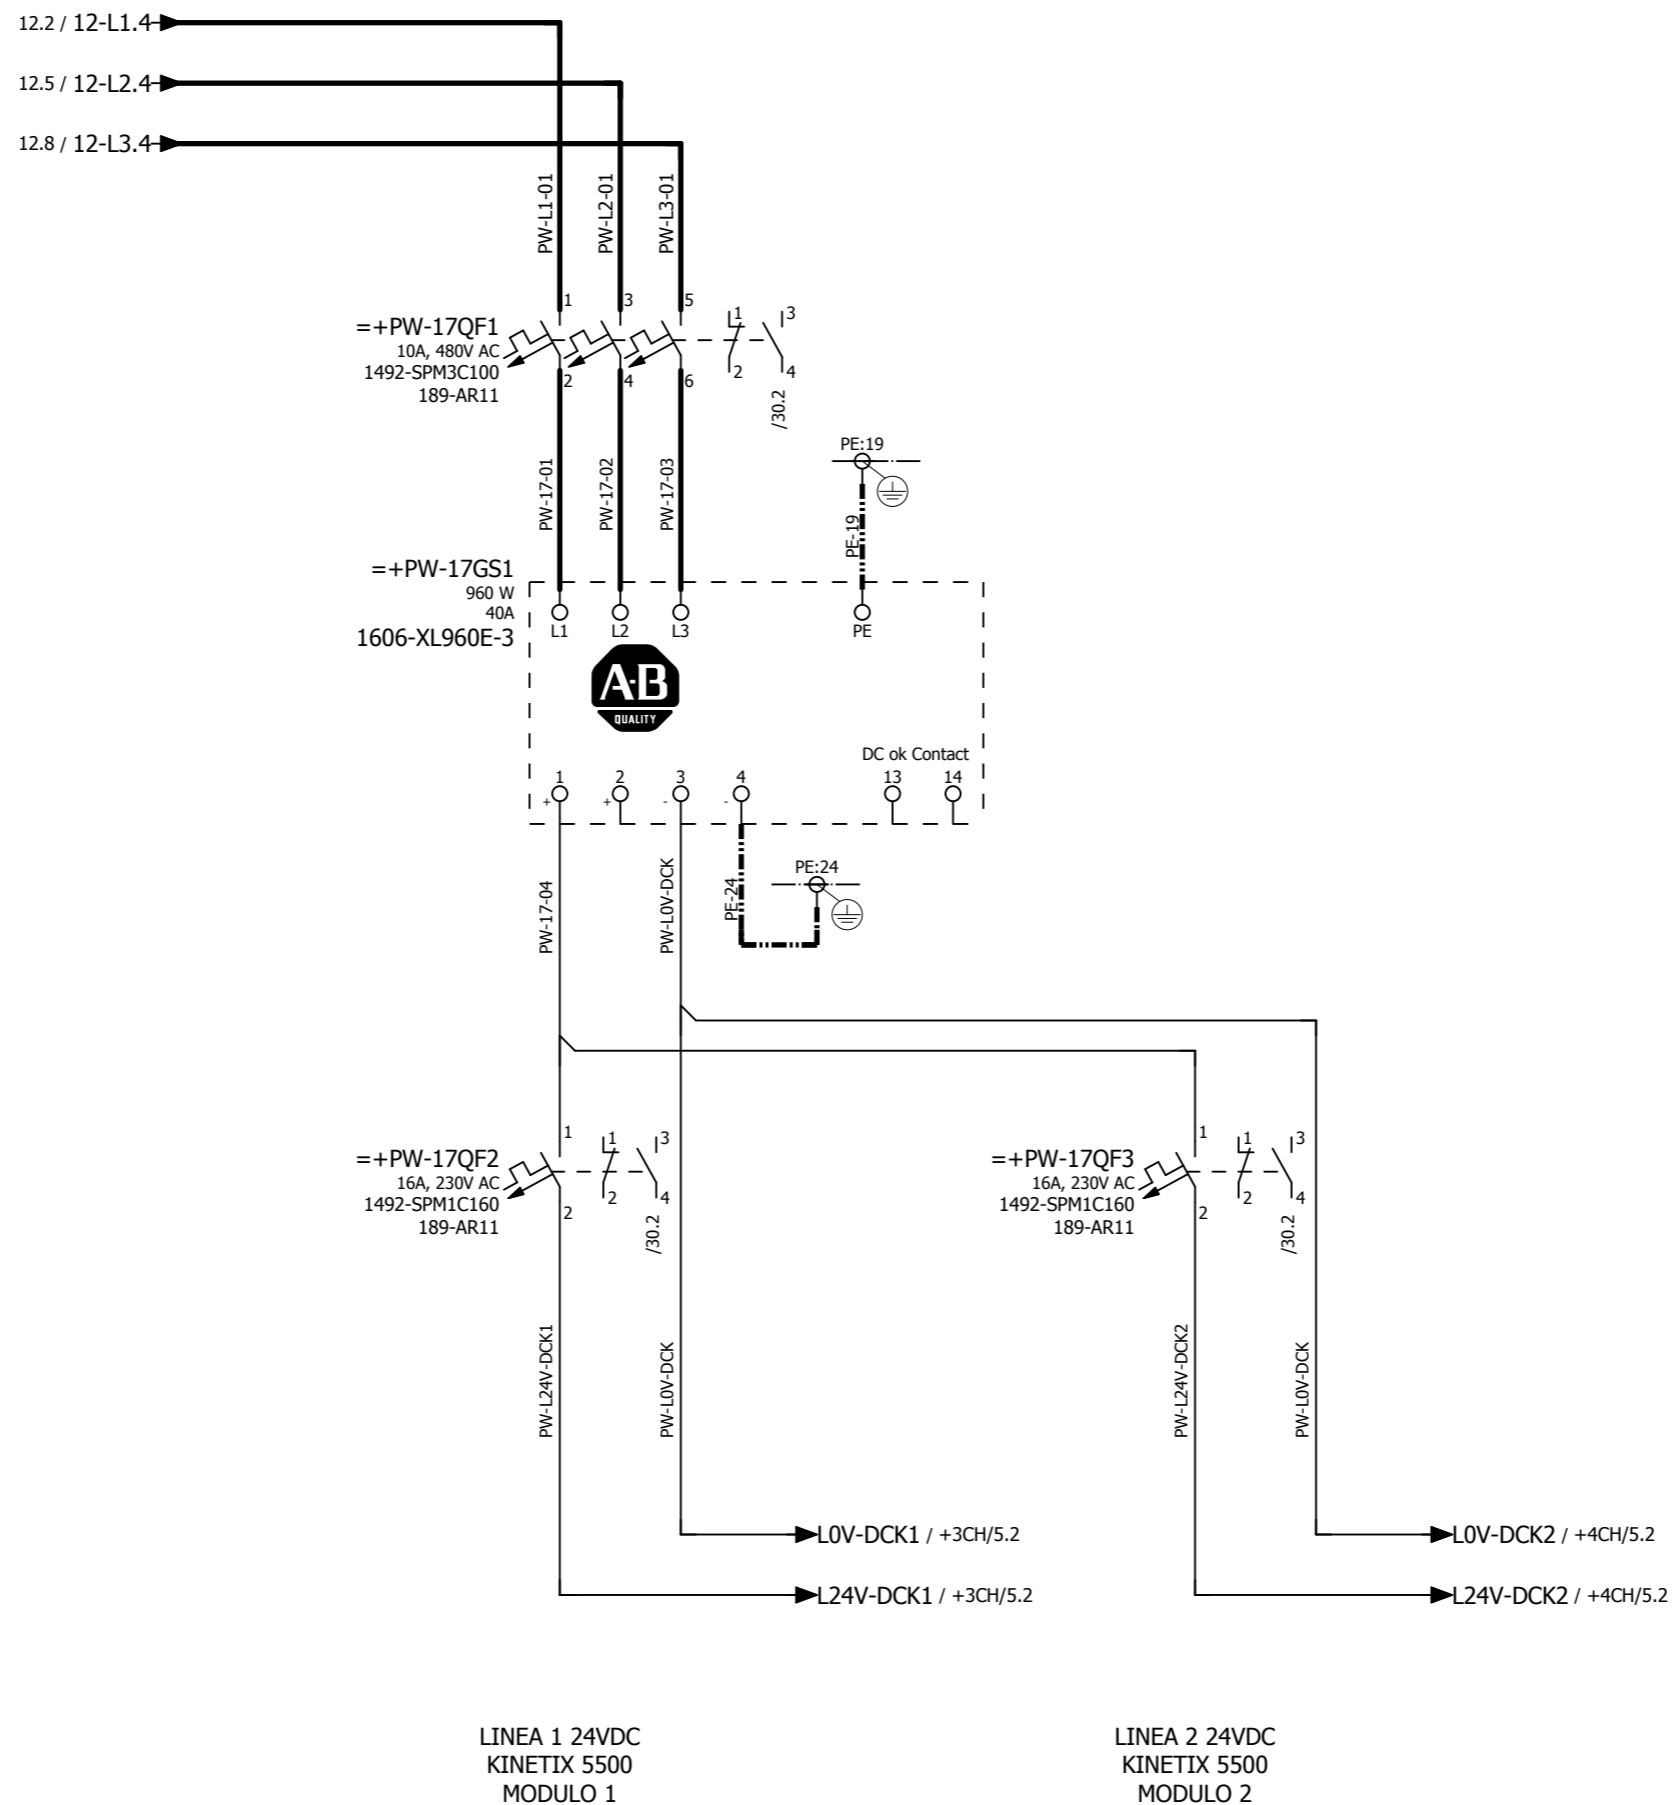 12.2 / 12-L1.4
12.5 / 12-L2.4
12.8 / 12-L3.4
PW-L1-01
PW-L2-01
PW-L3-01
1 3 5 1 3
=+PW-17QF1
10A, 480V AC
1492-SPM3C100
189-AR11
2 4 6 2 4
/30.2
PE:19
PW-17-01
PW-17-02
PW-17-03
PE-19
=+PW-17GS1
960 W
40A
1606-XL960E-3
L1 L2 L3 PE
A-B
QUALITY
DC ok Contact
1 2 3 4 13 14
+ + - -
PW-17-04
PW-L0V-DCK
PE-24
PE:24
1 1 3
=+PW-17QF2
16A, 230V AC
1492-SPM1C160
189-AR11
2 2 4
/30.2
1 1 3
=+PW-17QF3
16A, 230V AC
1492-SPM1C160
189-AR11
2 2 4
/30.2
PW-L24V-DCK1
PW-L0V-DCK
PW-L24V-DCK2
PW-L0V-DCK
L0V-DCK1 / +3CH/5.2
L24V-DCK1 / +3CH/5.2
L0V-DCK2 / +4CH/5.2
L24V-DCK2 / +4CH/5.2
LINEA 1 24VDC
KINETIX 5500
MODULO 1
LINEA 2 24VDC
KINETIX 5500
MODULO 2